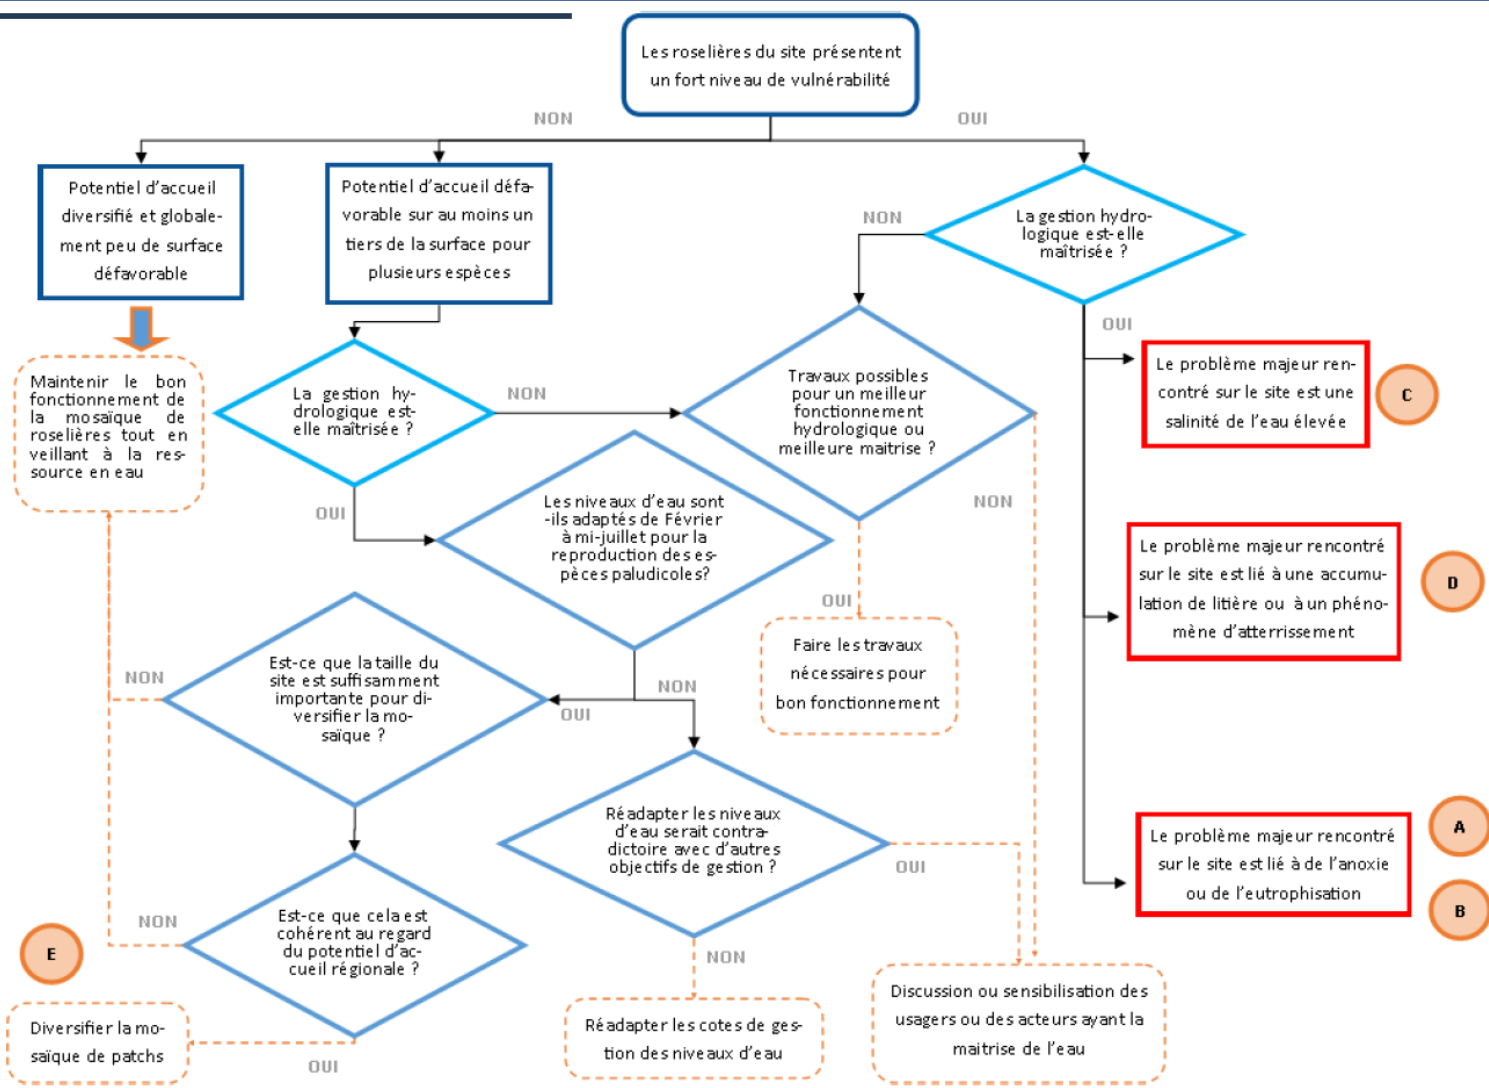 Les roselières du site présentent
un fort niveau de vulnérabilité
NON
OUI
Potentiel d'accueil
diversifié et globale-
ment peu de surface
défavorable
Potentiel d'accueil défa-
vorable sur au moins un
tiers de la surface pour
plusieurs espèces
La gestion hydro-
logique est-elle
maîtrisée ?
NON
OUI
Maintenir le bon
fonctionnement de
la mosaïque de
roselières tout en
veillant à la res-
source en eau
La gestion hy-
drologique est-
elle maîtrisée ?
NON
OUI
Travaux possibles
pour un meilleur
fonctionnement
hydrologique ou
meilleure maitrise ?
NON
OUI
Le problème majeur ren-
contré sur le site est une
salinité de l'eau élevée
C
Les niveaux d'eau sont
-ils adaptés de Février
à mi-juillet pour la
reproduction des es-
pèces paludicoles?
NON
OUI
Le problème majeur rencontré
sur le site est lié à une accumu-
lation de litière ou à un phéno-
mène d'atterrissement
D
Faire les travaux
nécessaires pour
bon fonctionnement
Est-ce que la taille du
site est suffisamment
importante pour di-
versifier la mo-
saïque ?
NON
Réadapter les niveaux
d'eau serait contra-
dictoire avec d'autres
objectifs de gestion ?
OUI
NON
Le problème majeur rencontré
sur le site est lié à de l'anoxie
ou de l'eutrophisation
A
B
Est-ce que cela est
cohérent au regard
du potentiel d'ac-
cueil régionale ?
NON
OUI
E
Diversifier la mo-
saïque de patchs
Réadapter les cotes de ges-
tion des niveaux d'eau
Discussion ou sensibilisation des
usagers ou des acteurs ayant la
maitrise de l'eau